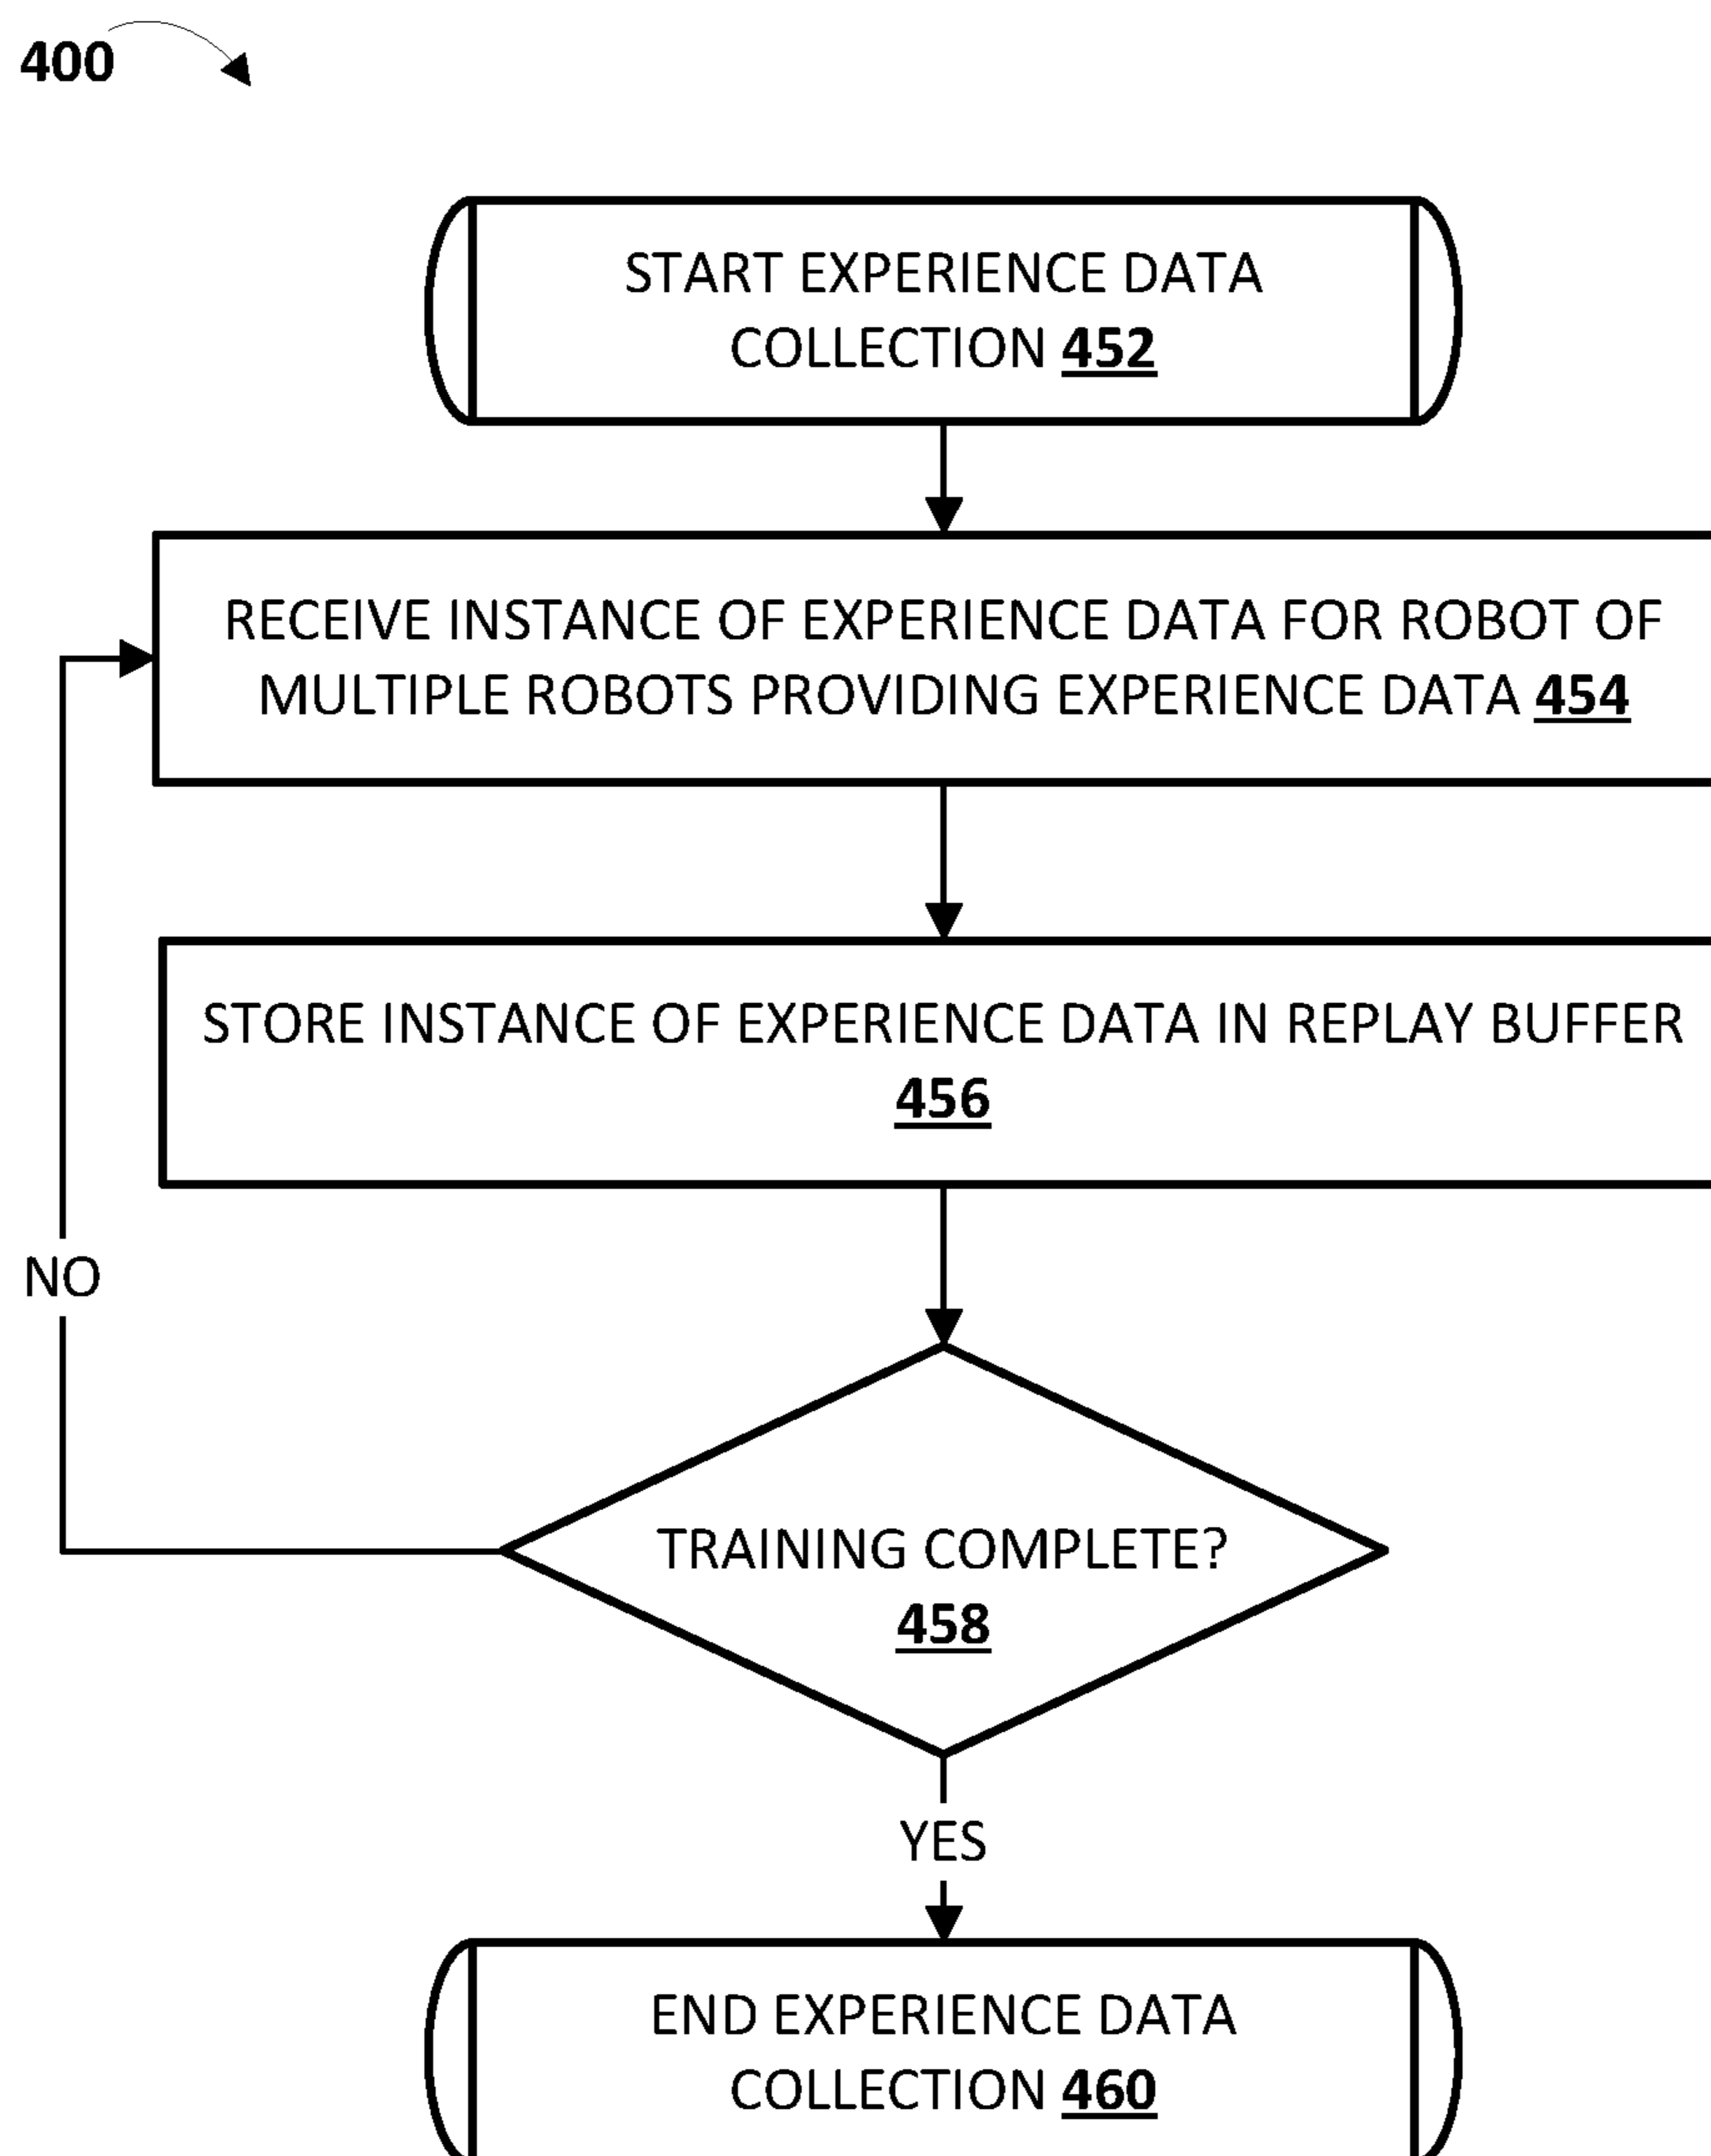 400
START EXPERIENCE DATA
COLLECTION 452
RECEIVE INSTANCE OF EXPERIENCE DATA FOR ROBOT OF
MULTIPLE ROBOTS PROVIDING EXPERIENCE DATA 454
STORE INSTANCE OF EXPERIENCE DATA IN REPLAY BUFFER
456
NO
TRAINING COMPLETE?
458
YES
END EXPERIENCE DATA
COLLECTION 460